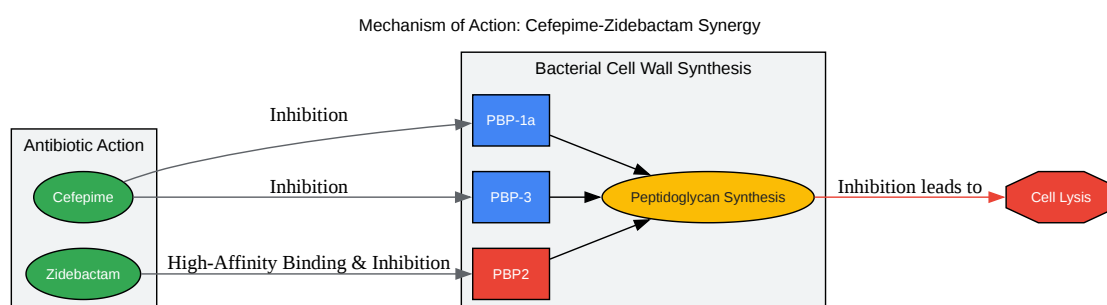 Mechanism of Action: Cefepime-Zidebactam Synergy
Bacterial Cell Wall Synthesis
Antibiotic Action
Inhibition
PBP-1a
Cefepime
Inhibition
PBP-3
Peptidoglycan Synthesis
Inhibition leads to
Cell Lysis
Zidebactam
High-Affinity Binding & Inhibition
PBP2